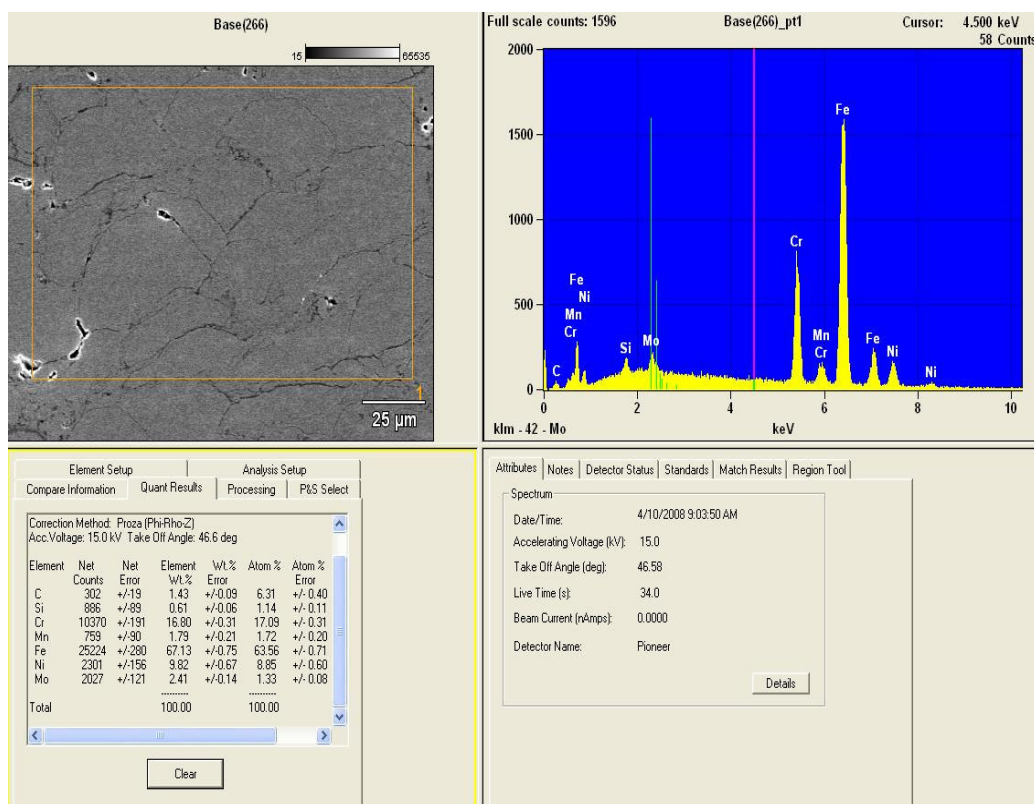 Base(266)
15 65535
25 µm
1
Full scale counts: 1596 Base(266)_pt1 Cursor: 4.500 keV
58 Counts
2000
1500
1000
500
0
Fe
Cr
Fe
Ni
Mn
Cr
Si
Mo
C
Mn
Cr
Fe
Ni
Ni
0 2 4 6 8 10
klm - 42 - Mo keV
Element Setup Analysis Setup
Compare Information Quant Results Processing P&S Select
Correction Method: Proza (Phi-Rho-Z)
Acc.Voltage: 15.0 kV Take Off Angle: 46.6 deg
Element Net Net Element Wt.% Atom % Atom %
Counts Error Wt.% Error Error
C 302 +/-19 1.43 +/-0.09 6.31 +/- 0.40
Si 886 +/-89 0.61 +/-0.06 1.14 +/- 0.11
Cr 10370 +/-191 16.80 +/-0.31 17.09 +/- 0.31
Mn 759 +/-90 1.79 +/-0.21 1.72 +/- 0.20
Fe 25224 +/-280 67.13 +/-0.75 63.56 +/- 0.71
Ni 2301 +/-156 9.82 +/-0.67 8.85 +/- 0.60
Mo 2027 +/-121 2.41 +/-0.14 1.33 +/- 0.08
Total 100.00 100.00
Clear
Attributes Notes Detector Status Standards Match Results Region Tool
Spectrum
Date/Time: 4/10/2008 9:03:50 AM
Accelerating Voltage (kV): 15.0
Take Off Angle (deg): 46.58
Live Time (s): 34.0
Beam Current (nAmps): 0.0000
Detector Name: Pioneer
Details